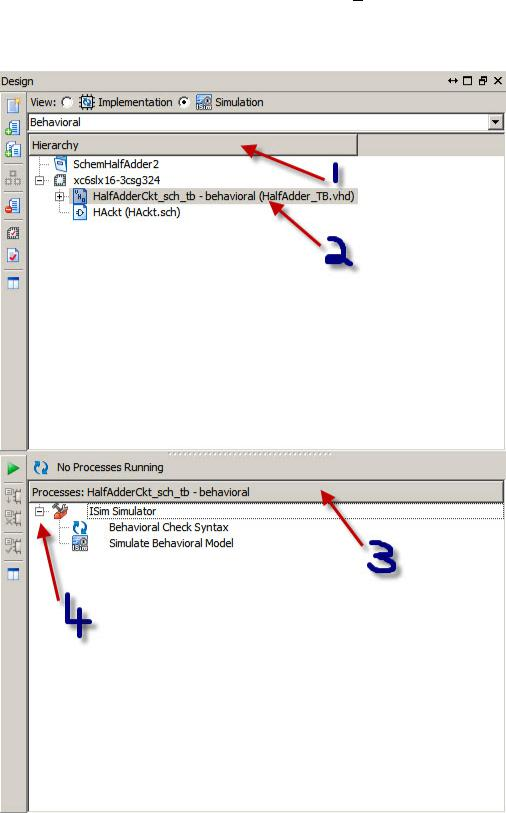 Design
View: Implementation Simulation
Behavioral
Hierarchy
1
SchemHalfAdder2
xc6slx16-3csg324
HalfAdderCkt_sch_tb - behavioral (HalfAdder_TB.vhd)
HAckt (HAckt.sch)
2
No Processes Running
Processes: HalfAdderCkt_sch_tb - behavioral
ISim Simulator
Behavioral Check Syntax
Simulate Behavioral Model
3
4